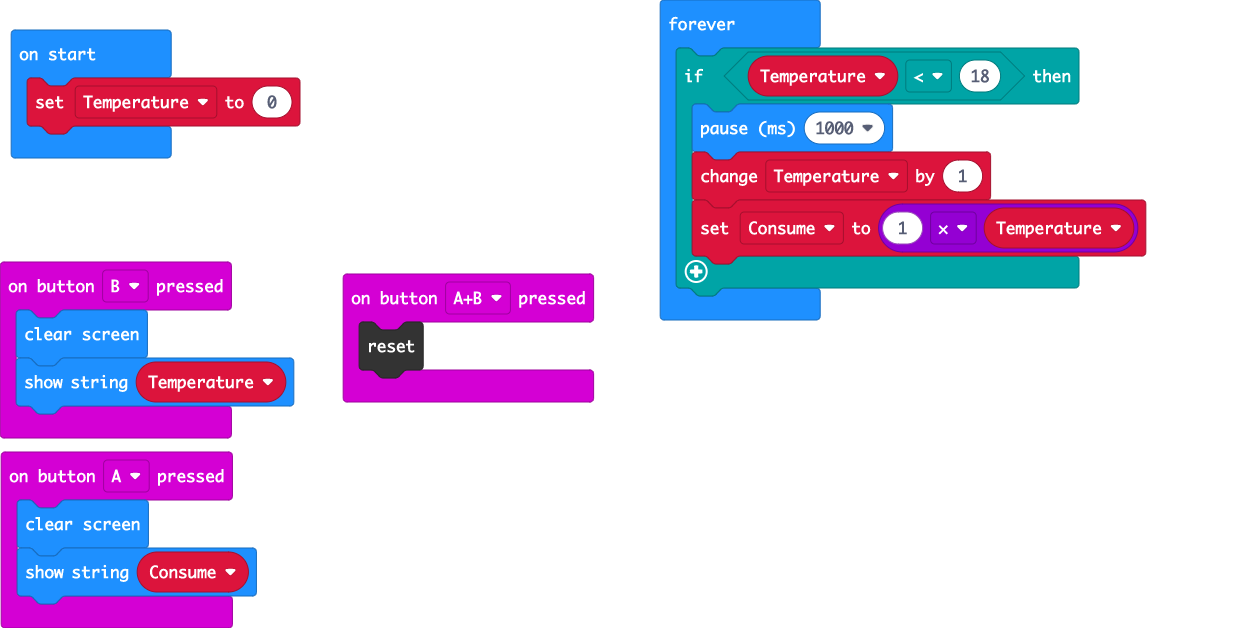 on start
set Temperature to 0
forever
if Temperature < 18 then
pause (ms) 1000
change Temperature by 1
set Consume to 1 × Temperature
on button B pressed
clear screen
show string Temperature
on button A+B pressed
reset
on button A pressed
clear screen
show string Consume